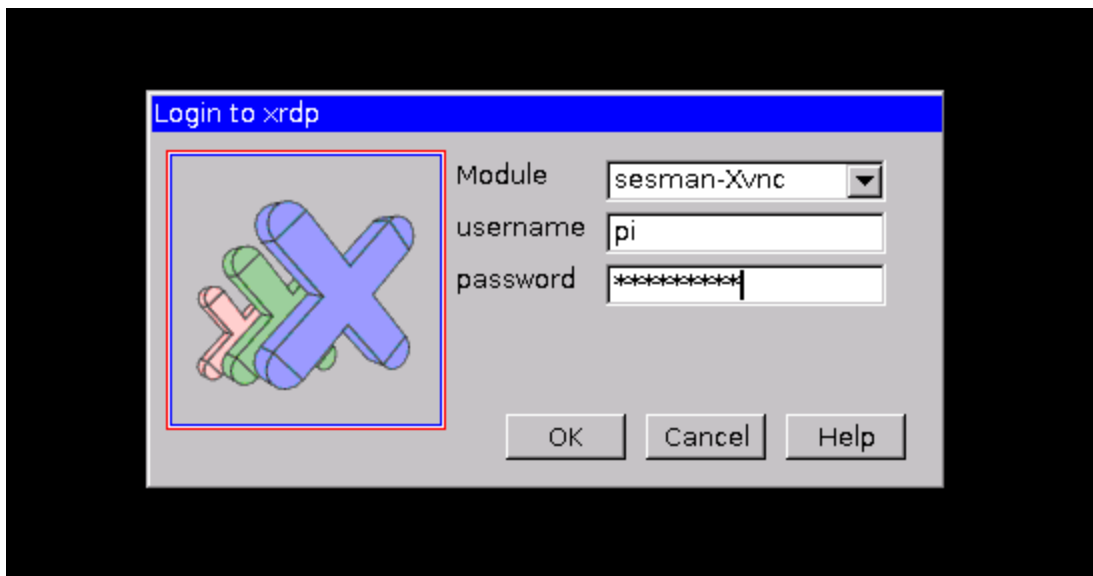 Login to xrdp
Module sesman-Xvnc
username pi
password **********
OK Cancel Help